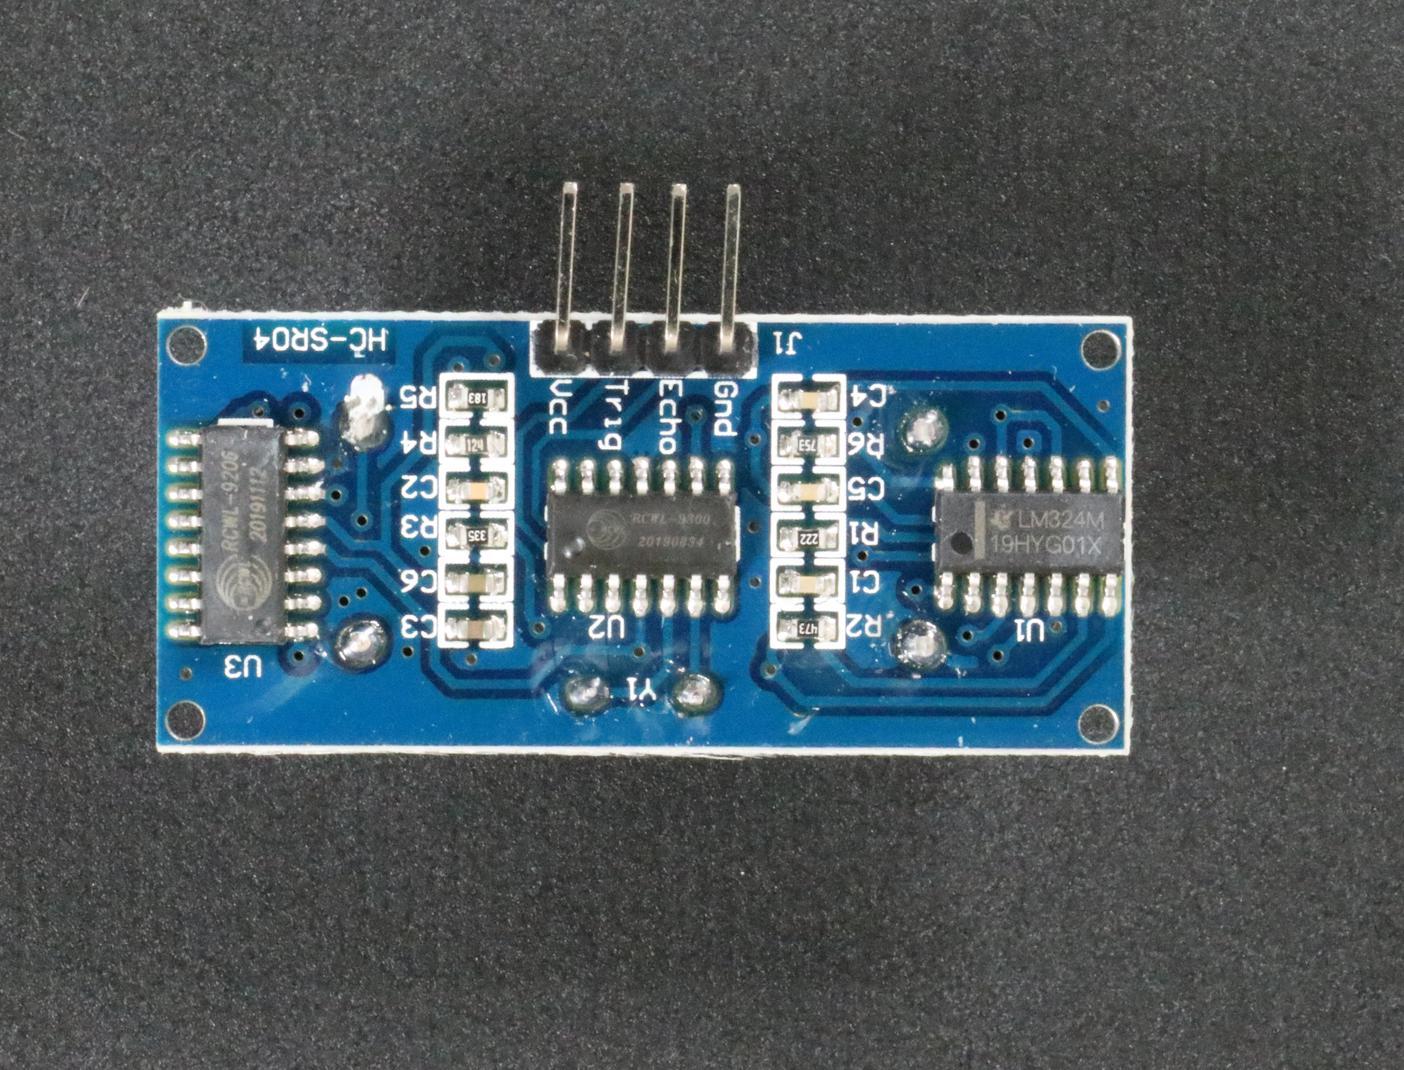 HC-SR04
J1
Vcc
Trig
Echo
Gnd
R5
183
R4
124
C2
R3
335
C6
C3
C4
R6
753
C5
R1
222
C1
R2
473
RCWL-9206
20191112
U3
RCWL-9300
20190834
U2
LM324M
19HYG01X
U1
Y1